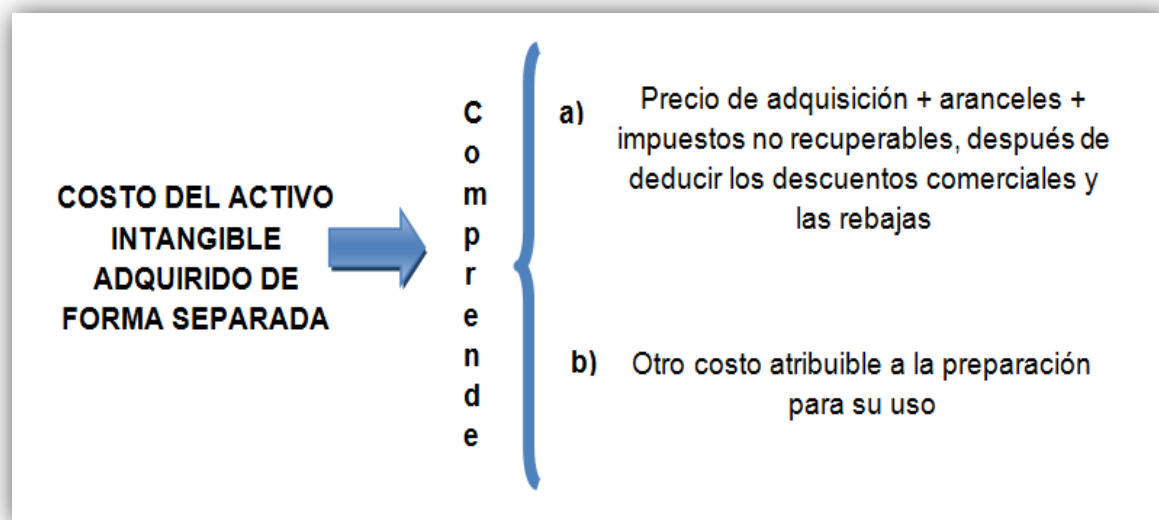 COSTO DEL ACTIVO
INTANGIBLE
ADQUIRIDO DE
FORMA SEPARADA
Comprende
a) Precio de adquisición + aranceles +
impuestos no recuperables, después de
deducir los descuentos comerciales y
las rebajas
b) Otro costo atribuible a la preparación
para su uso